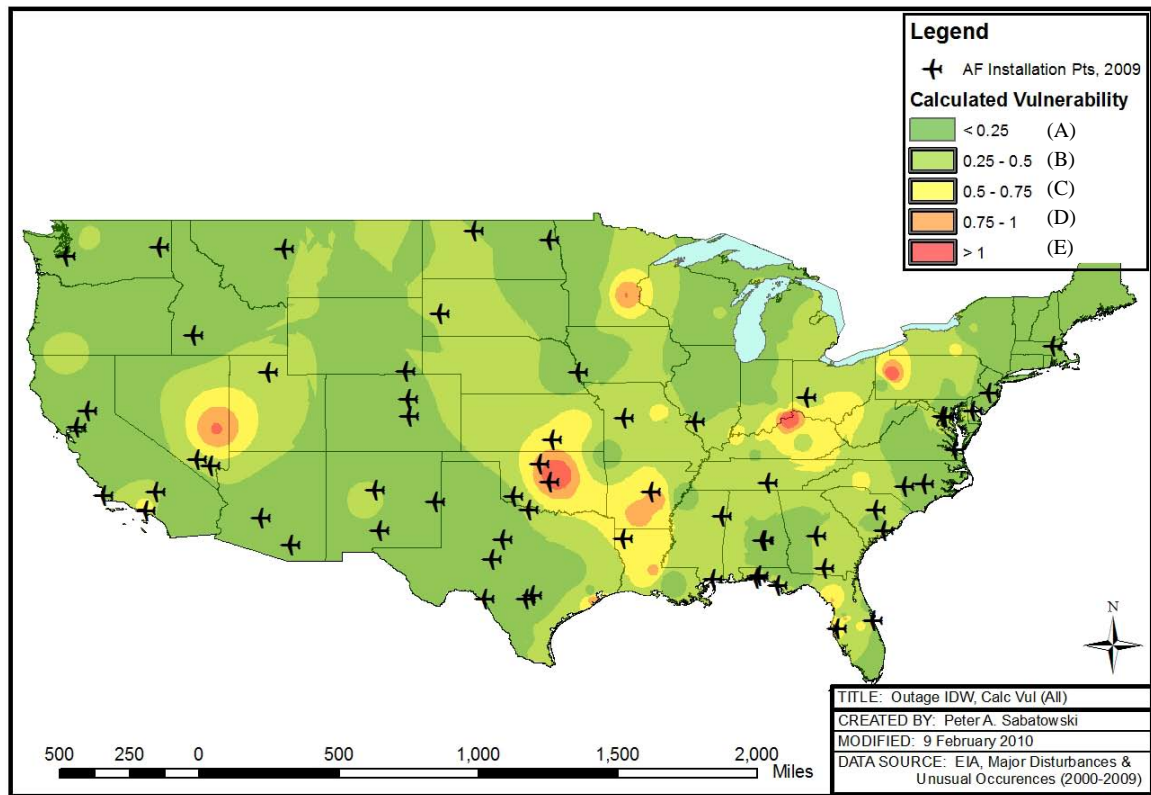 Legend
AF Installation Pts, 2009
Calculated Vulnerability
< 0.25 (A)
0.25 - 0.5 (B)
0.5 - 0.75 (C)
0.75 - 1 (D)
> 1 (E)
N
500 250 0 500 1,000 1,500 2,000
Miles
TITLE: Outage IDW, Calc Vul (All)
CREATED BY: Peter A. Sabatowski
MODIFIED: 9 February 2010
DATA SOURCE: EIA, Major Disturbances &
Unusual Occurences (2000-2009)